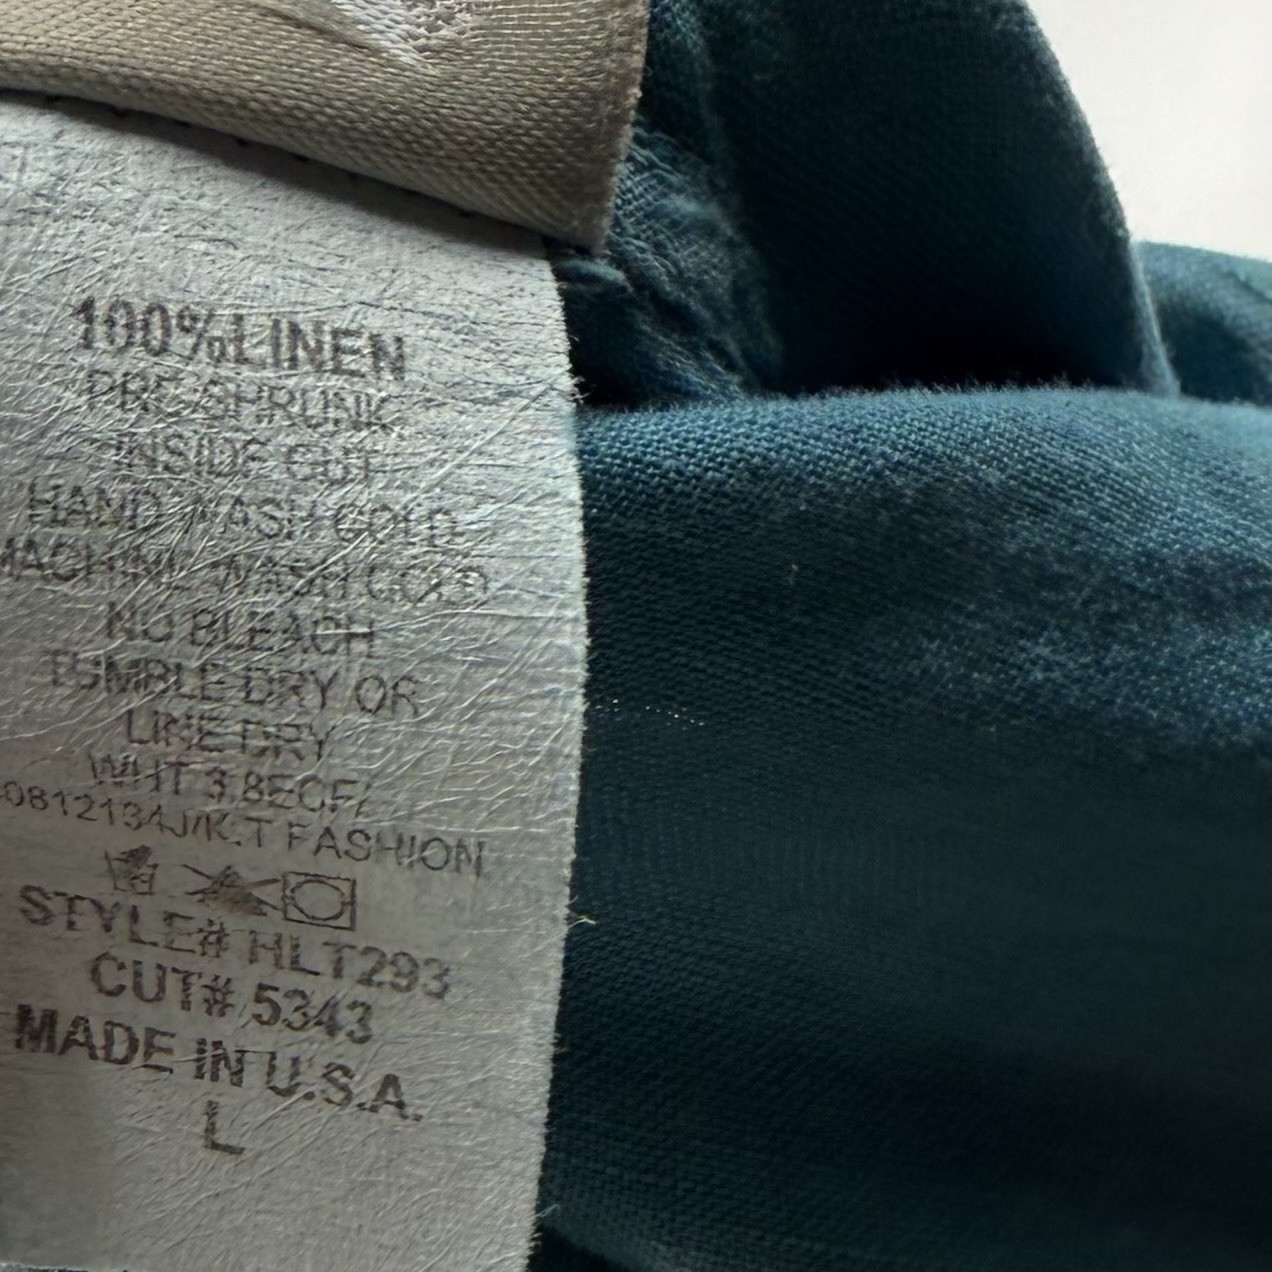 100%LINEN
PRE-SHRUNK
INSIDE OUT
HAND WASH COLD
MACHINE WASH COLD
NO BLEACH
TUMBLE DRY OR
LINE DRY
WHT 3.8ECF/
0812134J/K.T FASHION
STYLE# HLT293
CUT# 5343
MADE IN U.S.A.
L